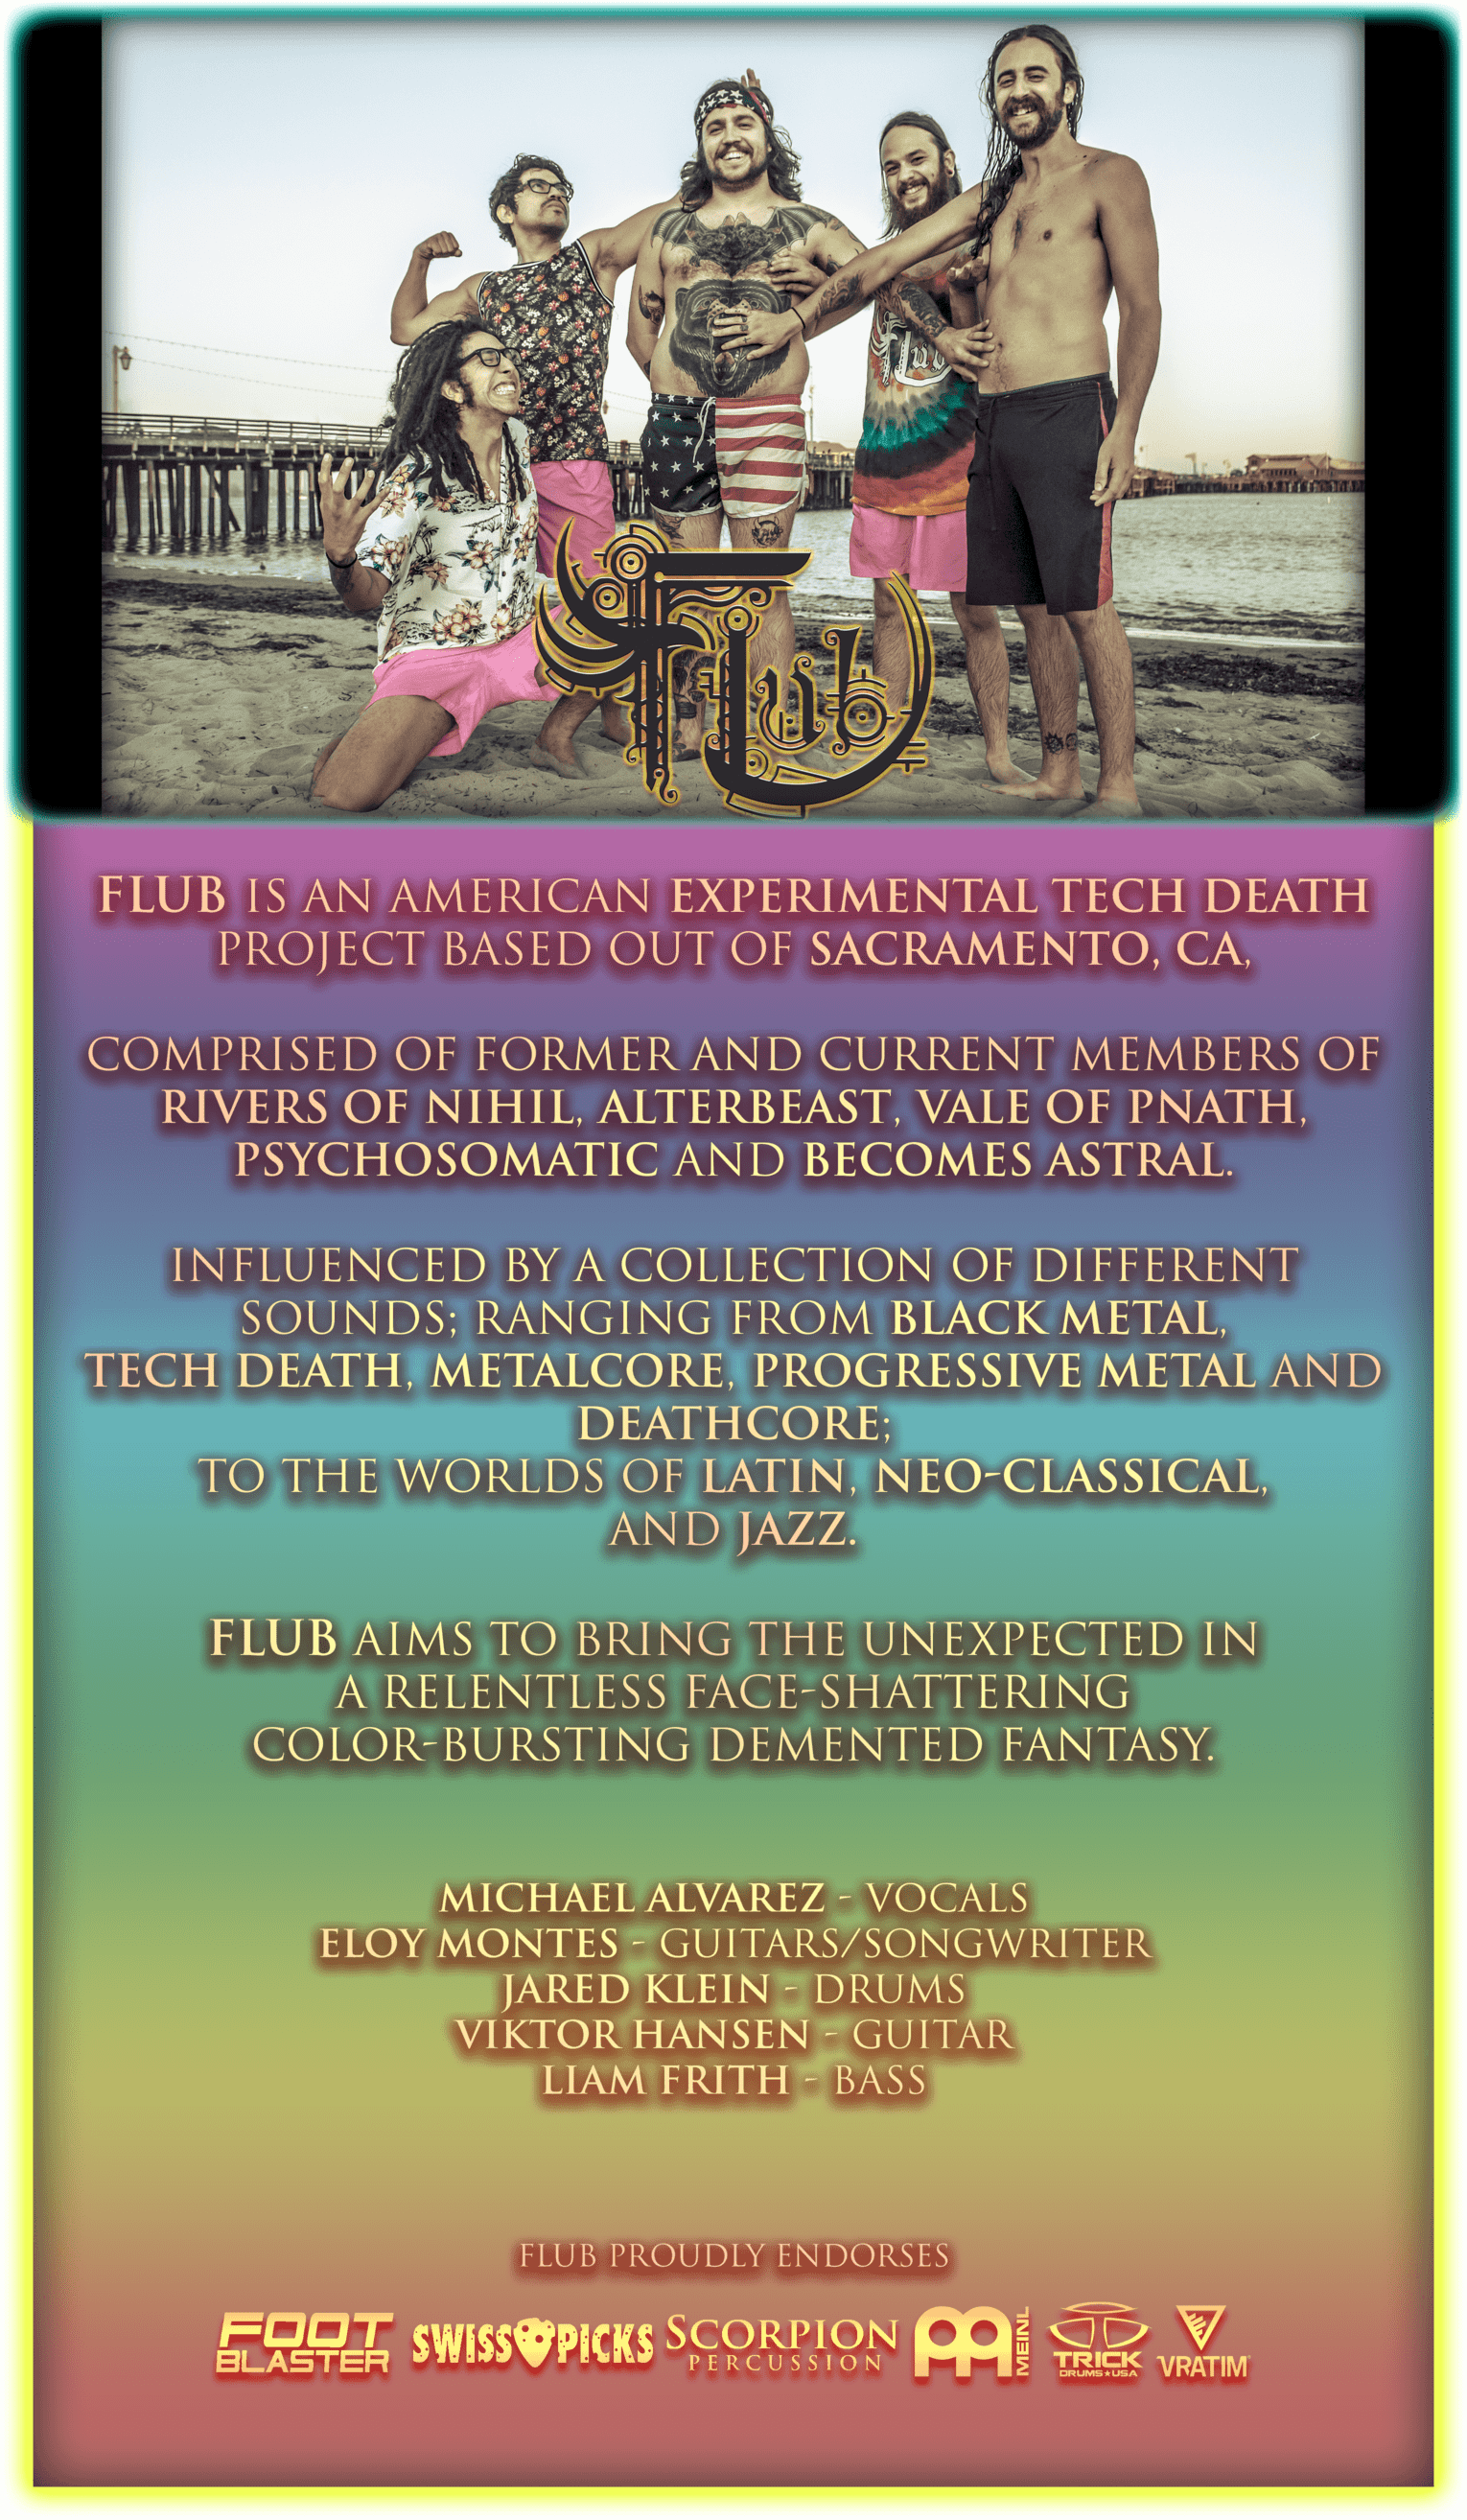 Flub
Flub
FLUB IS AN AMERICAN EXPERIMENTAL TECH DEATH
PROJECT BASED OUT OF SACRAMENTO, CA,
COMPRISED OF FORMER AND CURRENT MEMBERS OF
RIVERS OF NIHIL, ALTERBEAST, VALE OF PNATH,
PSYCHOSOMATIC AND BECOMES ASTRAL.
INFLUENCED BY A COLLECTION OF DIFFERENT
SOUNDS; RANGING FROM BLACK METAL,
TECH DEATH, METALCORE, PROGRESSIVE METAL AND
DEATHCORE;
TO THE WORLDS OF LATIN, NEO-CLASSICAL,
AND JAZZ.
FLUB AIMS TO BRING THE UNEXPECTED IN
A RELENTLESS FACE-SHATTERING
COLOR-BURSTING DEMENTED FANTASY.
MICHAEL ALVAREZ - VOCALS
ELOY MONTES - GUITARS/SONGWRITER
JARED KLEIN - DRUMS
VIKTOR HANSEN - GUITAR
LIAM FRITH - BASS
FLUB PROUDLY ENDORSES
FOOT
BLASTER
SWISS PICKS
SCORPION
PERCUSSION
MEINL
TRICK
DRUMS★USA
VRATIM